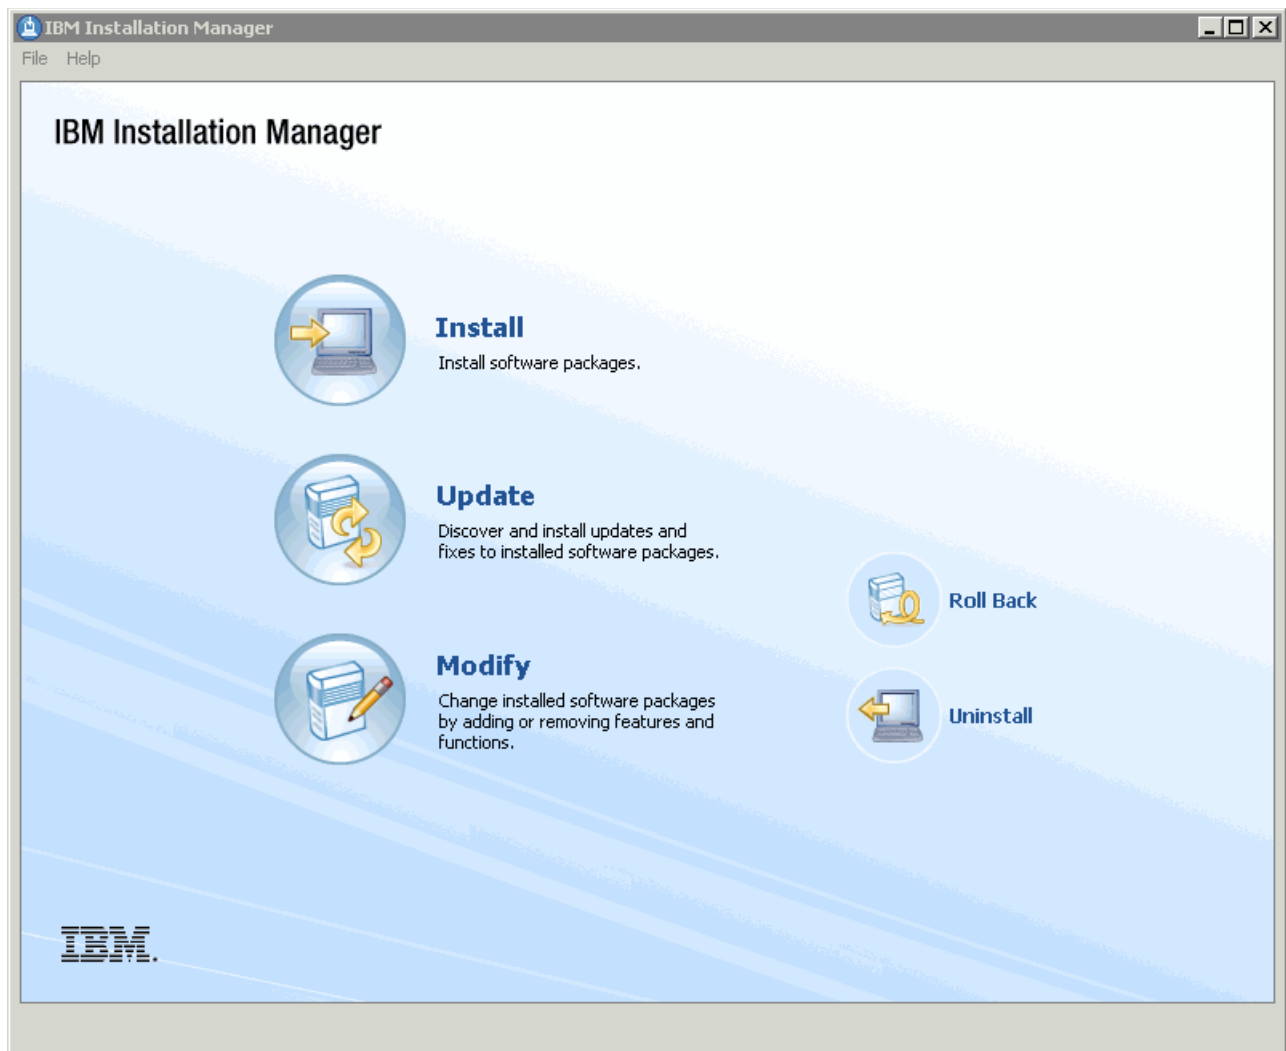 IBM Installation Manager
File Help
IBM Installation Manager
Install
Install software packages.
Update
Discover and install updates and
fixes to installed software packages.
Roll Back
Modify
Change installed software packages
by adding or removing features and
functions.
Uninstall
IBM.